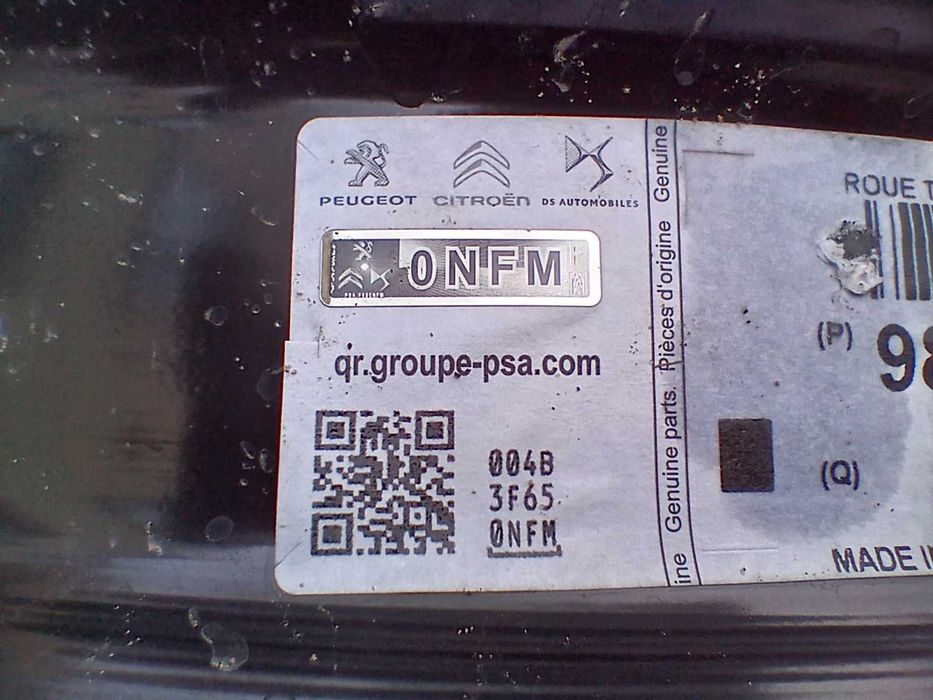 PEUGEOT CITROËN DS AUTOMOBILES
0NFM
qr.groupe-psa.com
004B
3F65
0NFM
ine Genuine parts. Pièces d'origine Genuine
ROUE T
(P) 98
(Q)
MADE I